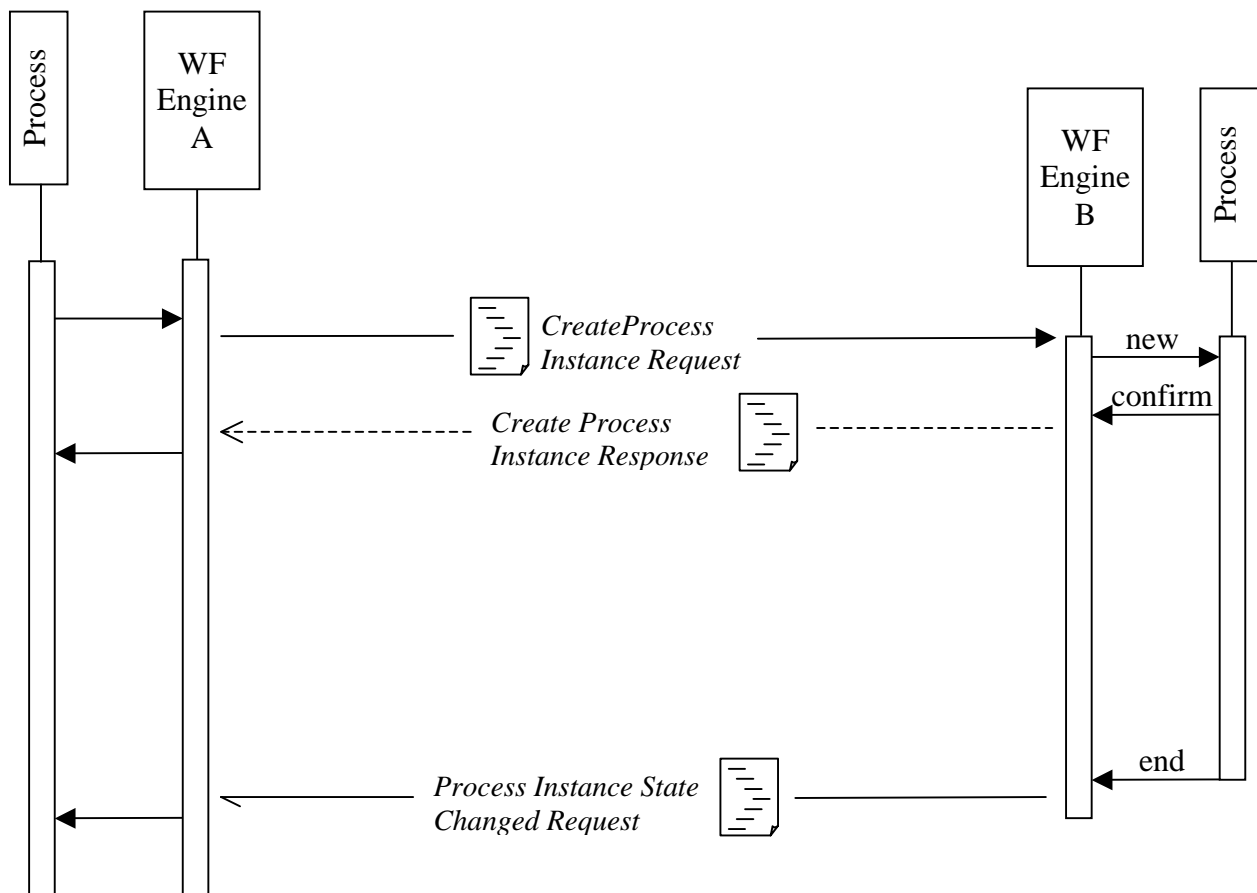 Process
WF
Engine
A
WF
Engine
B
Process
CreateProcess
Instance Request
new
confirm
Create Process
Instance Response
end
Process Instance State
Changed Request